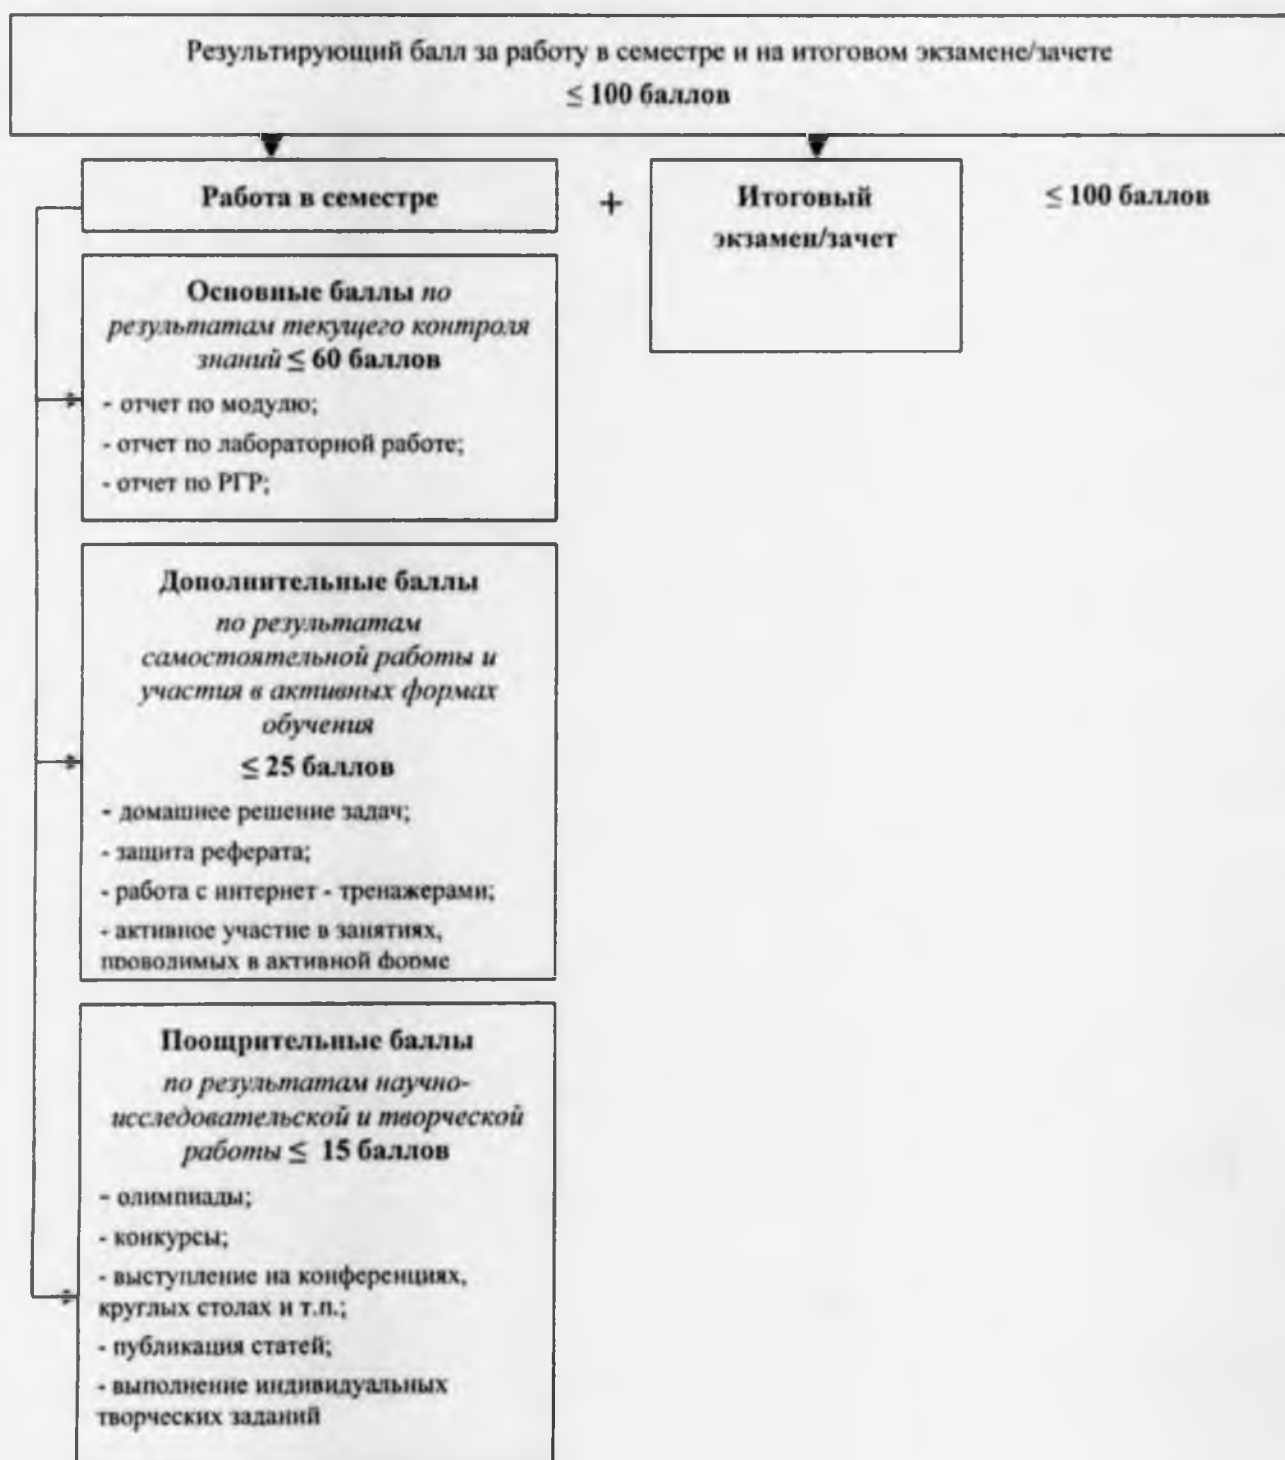 Результирующий балл за работу в семестре и на итоговом экзамене/зачете
≤ 100 баллов
Работа в семестре
+
Итоговый
экзамен/зачет
≤ 100 баллов
Основные баллы по
результатам текущего контроля
знаний ≤ 60 баллов
- отчет по модулю;
- отчет по лабораторной работе;
- отчет по РГР;
Дополнительные баллы
по результатам
самостоятельной работы и
участия в активных формах
обучения
≤ 25 баллов
- домашнее решение задач;
- защита реферата;
- работа с интернет - тренажерами;
- активное участие в занятиях,
проводимых в активной форме
Поощрительные баллы
по результатам научно-
исследовательской и творческой
работы ≤ 15 баллов
- олимпиады;
- конкурсы;
- выступление на конференциях,
круглых столах и т.п.;
- публикация статей;
- выполнение индивидуальных
творческих заданий